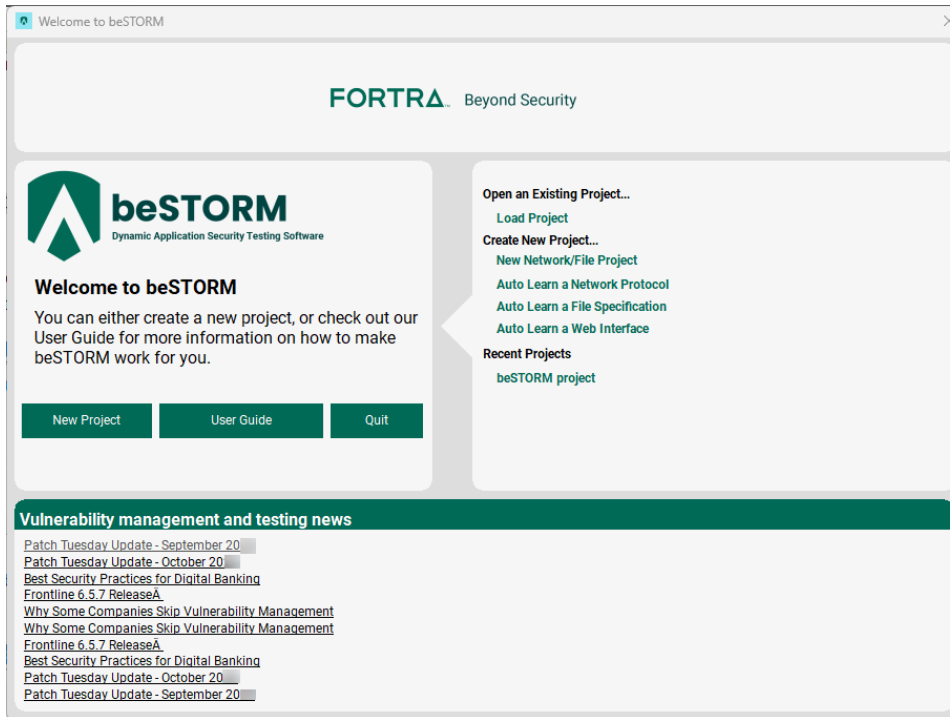 Welcome to beSTORM
FORTRA™ Beyond Security
beSTORM
Dynamic Application Security Testing Software
Welcome to beSTORM
You can either create a new project, or check out our
User Guide for more information on how to make
beSTORM work for you.
New Project
User Guide
Quit
Open an Existing Project...
Load Project
Create New Project...
New Network/File Project
Auto Learn a Network Protocol
Auto Learn a File Specification
Auto Learn a Web Interface
Recent Projects
beSTORM project
Vulnerability management and testing news
Patch Tuesday Update - September 20
Patch Tuesday Update - October 20
Best Security Practices for Digital Banking
Frontline 6.5.7 ReleaseÂ
Why Some Companies Skip Vulnerability Management
Why Some Companies Skip Vulnerability Management
Frontline 6.5.7 ReleaseÂ
Best Security Practices for Digital Banking
Patch Tuesday Update - October 20
Patch Tuesday Update - September 20